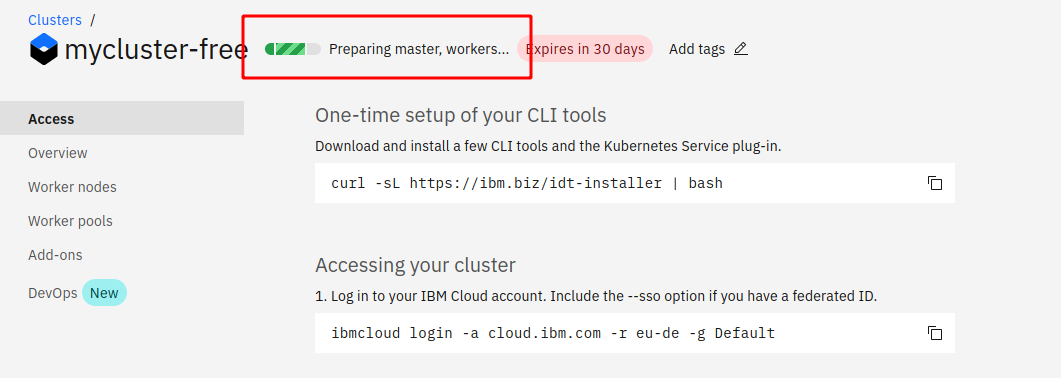 Clusters /
mycluster-free Preparing master, workers... Expires in 30 days Add tags
Access
Overview
Worker nodes
Worker pools
Add-ons
DevOps New
One-time setup of your CLI tools
Download and install a few CLI tools and the Kubernetes Service plug-in.
curl -sL https://ibm.biz/idt-installer | bash
Accessing your cluster
1. Log in to your IBM Cloud account. Include the --sso option if you have a federated ID.
ibmcloud login -a cloud.ibm.com -r eu-de -g Default